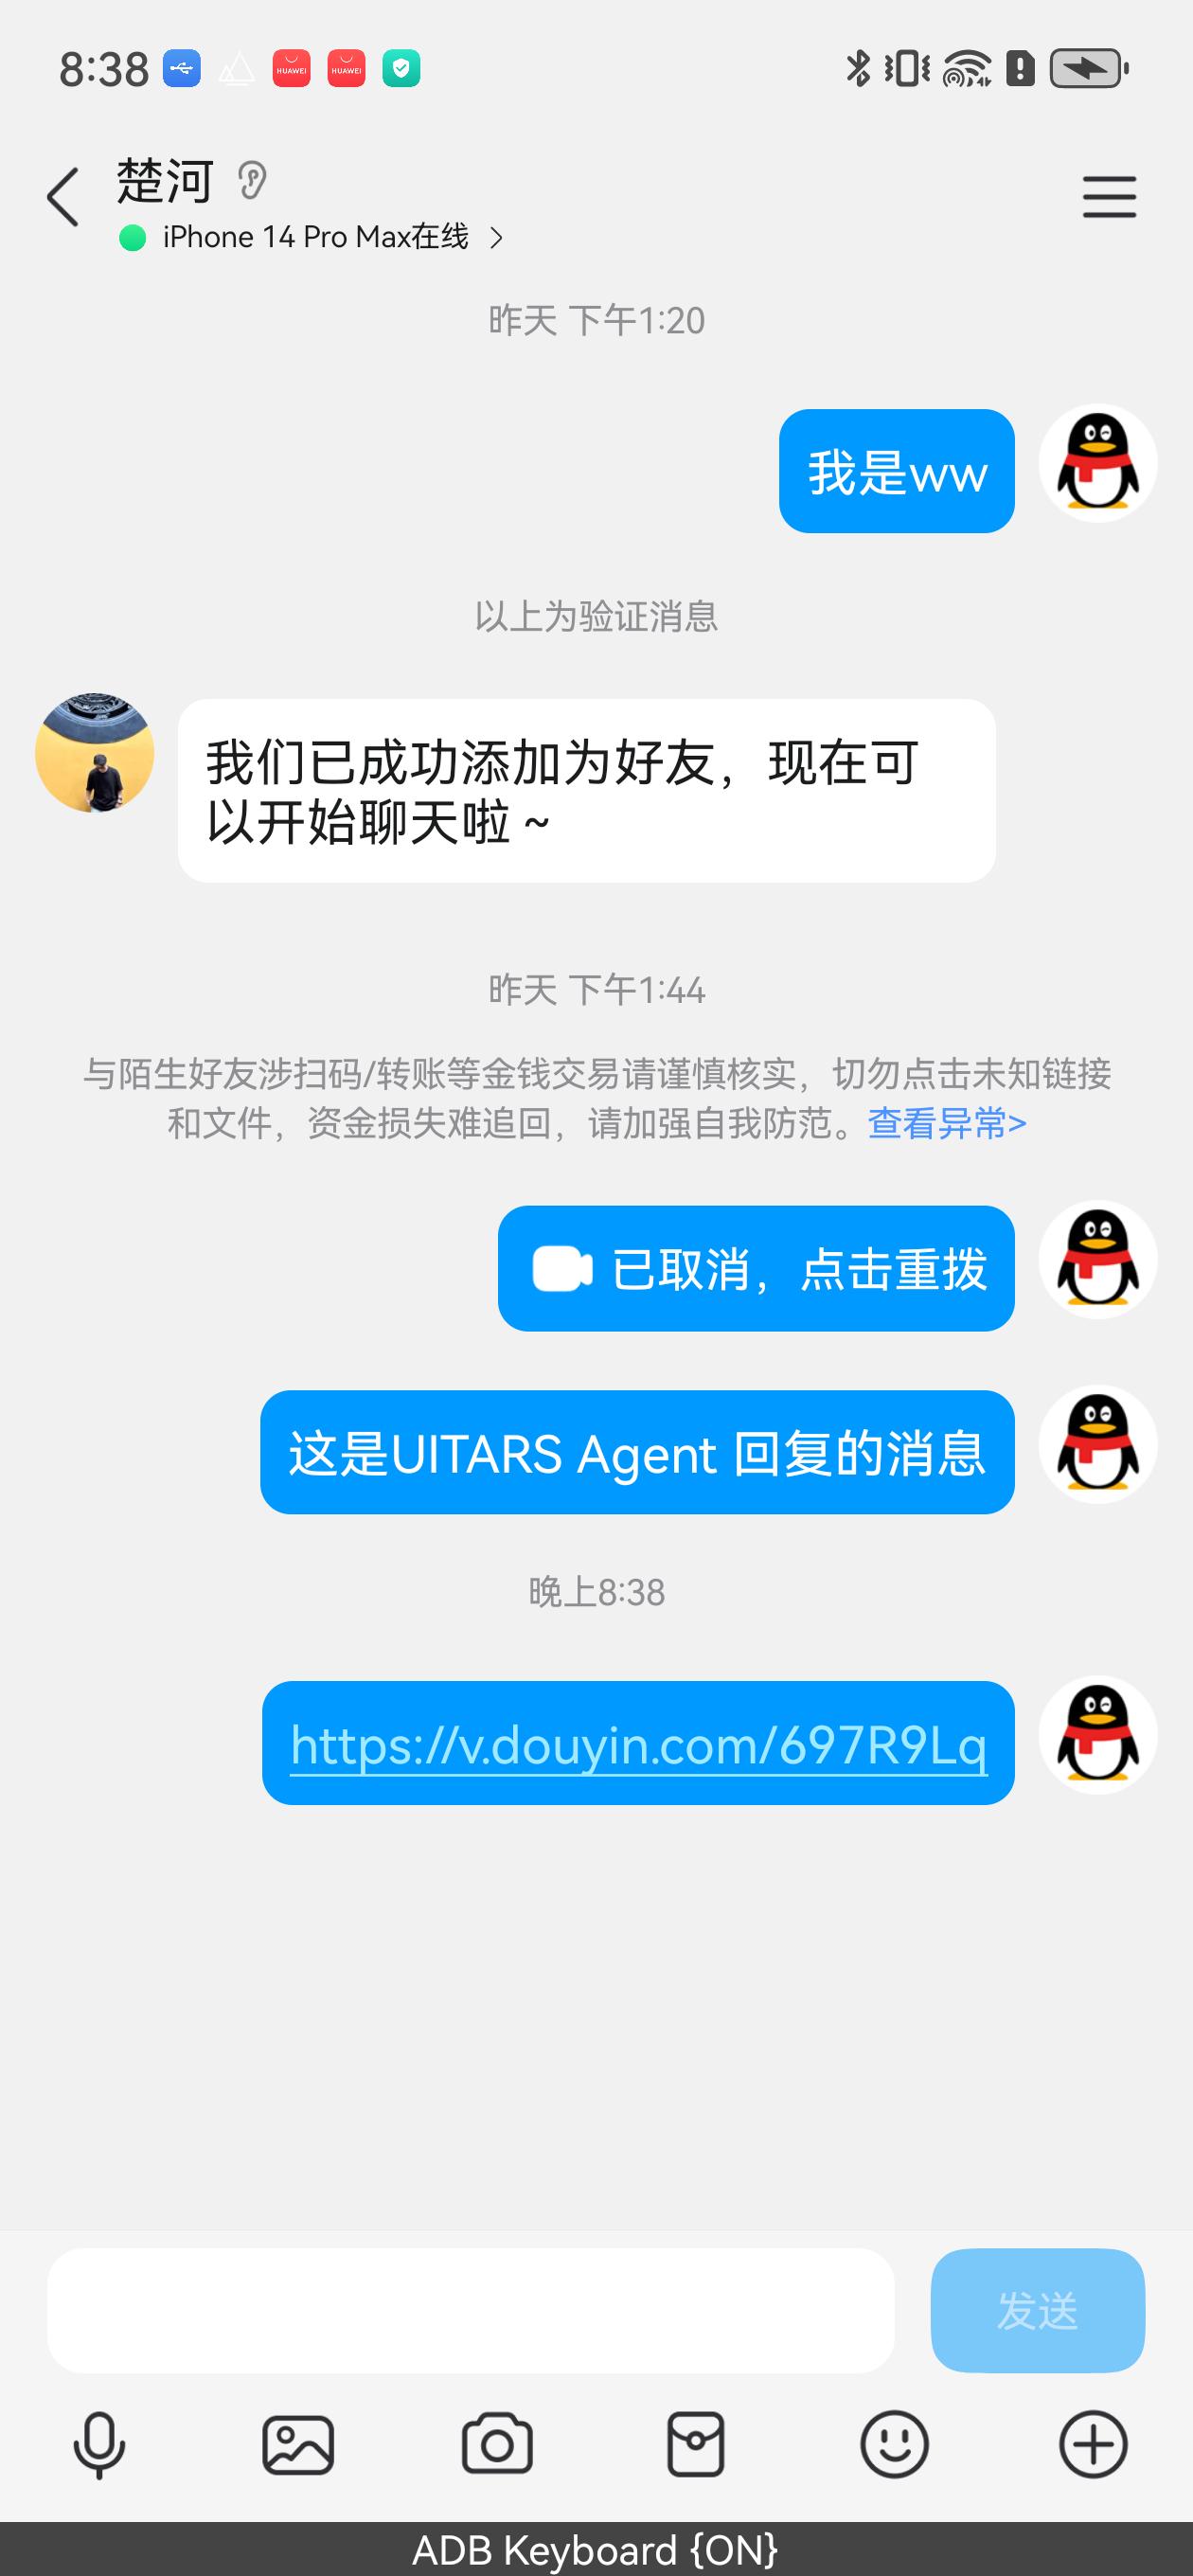 8:38
HUAWEI
HUAWEI
楚河
iPhone 14 Pro Max在线
昨天 下午1:20
我是ww
以上为验证消息
我们已成功添加为好友，现在可
以开始聊天啦 ~
昨天 下午1:44
与陌生好友涉扫码/转账等金钱交易请谨慎核实，切勿点击未知链接
和文件，资金损失难追回，请加强自我防范。查看异常>
已取消，点击重拨
这是UITARS Agent 回复的消息
晚上8:38
https://v.douyin.com/697R9Lq
发送
ADB Keyboard {ON}